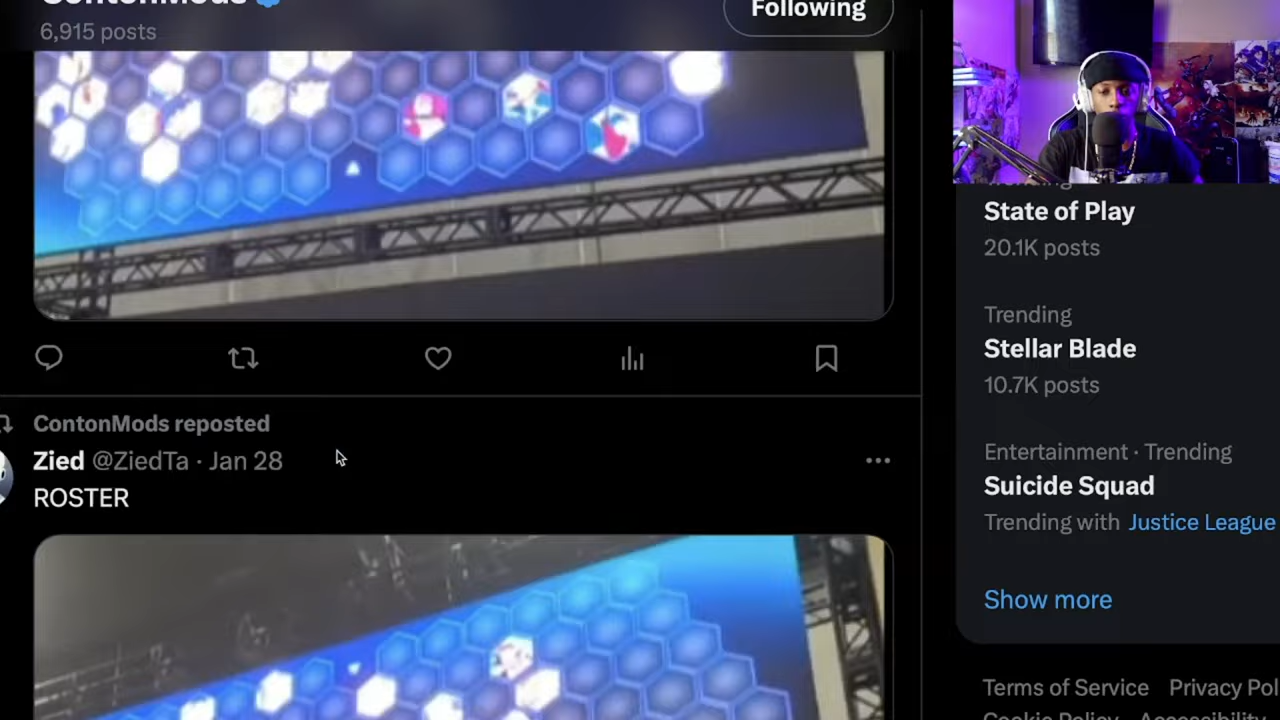 ContonMods
6,915 posts
Following
State of Play
20.1K posts
Trending
Stellar Blade
10.7K posts
Entertainment · Trending
Suicide Squad
Trending with Justice League
Show more
Terms of Service Privacy Pol
ContonMods reposted
Zied @ZiedTa · Jan 28
ROSTER